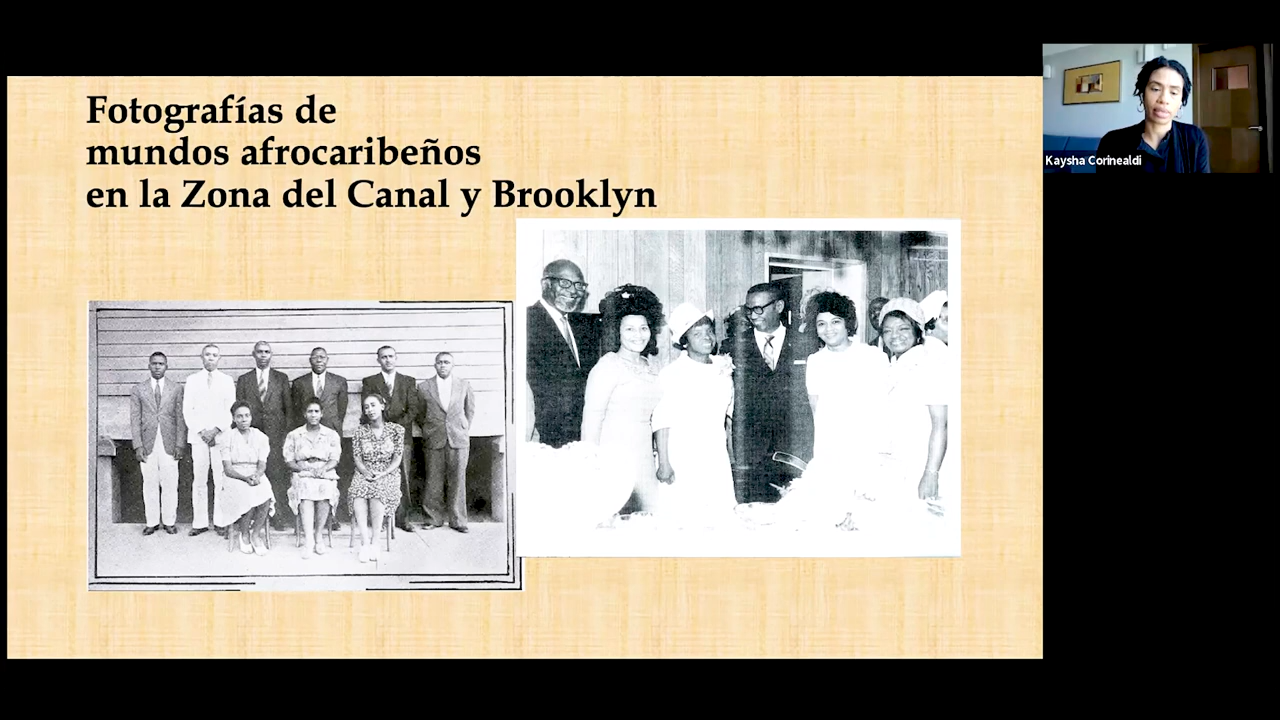 Fotografías de
mundos afrocaribeños
en la Zona del Canal y Brooklyn
Kaysha Corinealdi